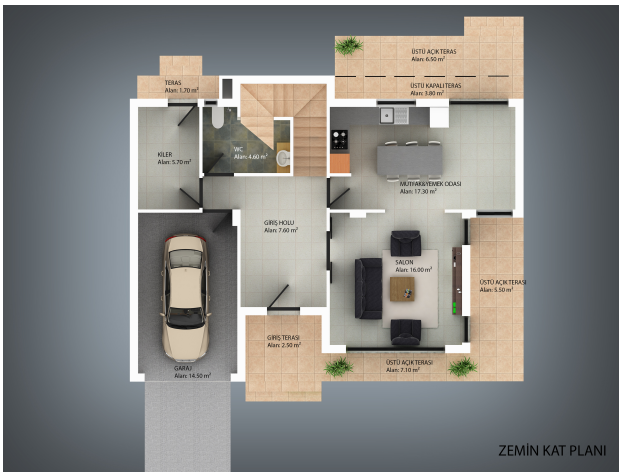 ÜSTÜ AÇIK TERAS
Alan: 6.50 m²
TERAS
Alan: 1.70 m²
ÜSTÜ KAPALI TERAS
Alan: 3.80 m²
WC
Alan: 4.60 m²
KİLER
Alan: 5.70 m²
MUTFAK&YEMEK ODASI
Alan: 17.30 m²
GİRİŞ HOLU
Alan: 7.60 m²
SALON
Alan: 16.00 m²
ÜSTÜ AÇIK TERASI
Alan: 5.50 m²
GİRİŞ TERASI
Alan: 2.50 m²
ÜSTÜ AÇIK TERASI
Alan: 7.10 m²
GARAJ
Alan: 14.50 m²
ZEMİN KAT PLANI